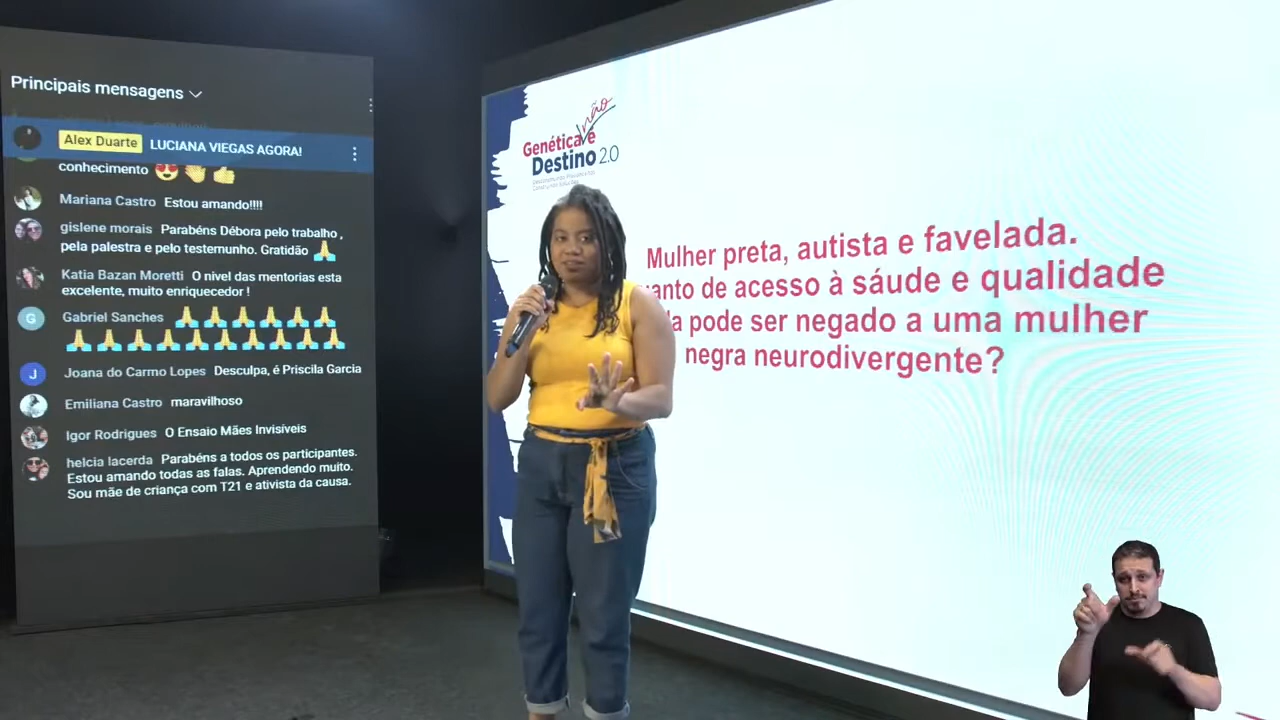 Principais mensagens
Alex Duarte LUCIANA VIEGAS AGORA!
conhecimento 😍👏👍
Mariana Castro Estou amando!!!!
gislene morais Parabéns Débora pelo trabalho ,
pela palestra e pelo testemunho. Gratidão 🙏
Katia Bazan Moretti O nível das mentorias esta
excelente, muito enriquecedor !
G Gabriel Sanches 🙏🙏🙏🙏🙏🙏
🙏🙏🙏🙏🙏🙏🙏🙏🙏
J Joana do Carmo Lopes Desculpa, é Priscila Garcia
Emiliana Castro maravilhoso
Igor Rodrigues O Ensaio Mães Invisíveis
helcia lacerda Parabéns a todos os participantes.
Estou amando todas as falas. Aprendendo muito.
Sou mãe de criança com T21 e ativista da causa.
não
Genética é
Destino 2.0
Mulher preta, autista e favelada.
de acesso à sáude e qualidade
pode ser negado a uma mulher
negra neurodivergente?